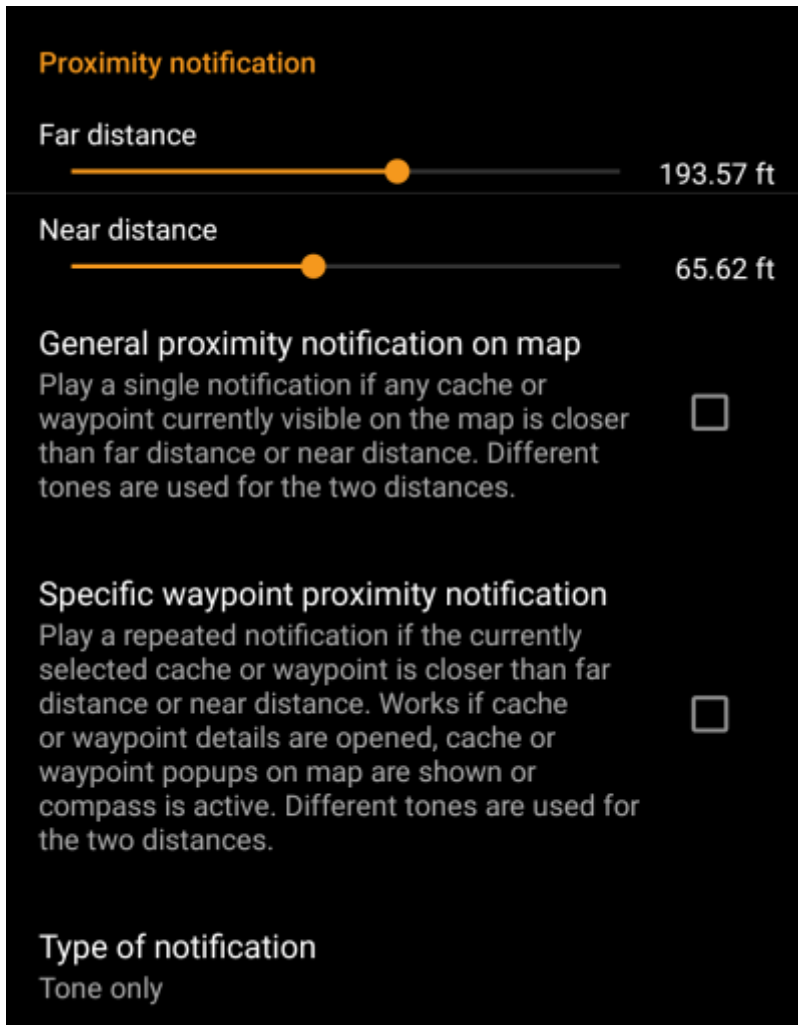 Proximity notification
Far distance
193.57 ft
Near distance
65.62 ft
General proximity notification on map
Play a single notification if any cache or
waypoint currently visible on the map is closer
than far distance or near distance. Different
tones are used for the two distances.
Specific waypoint proximity notification
Play a repeated notification if the currently
selected cache or waypoint is closer than far
distance or near distance. Works if cache
or waypoint details are opened, cache or
waypoint popups on map are shown or
compass is active. Different tones are used for
the two distances.
Type of notification
Tone only